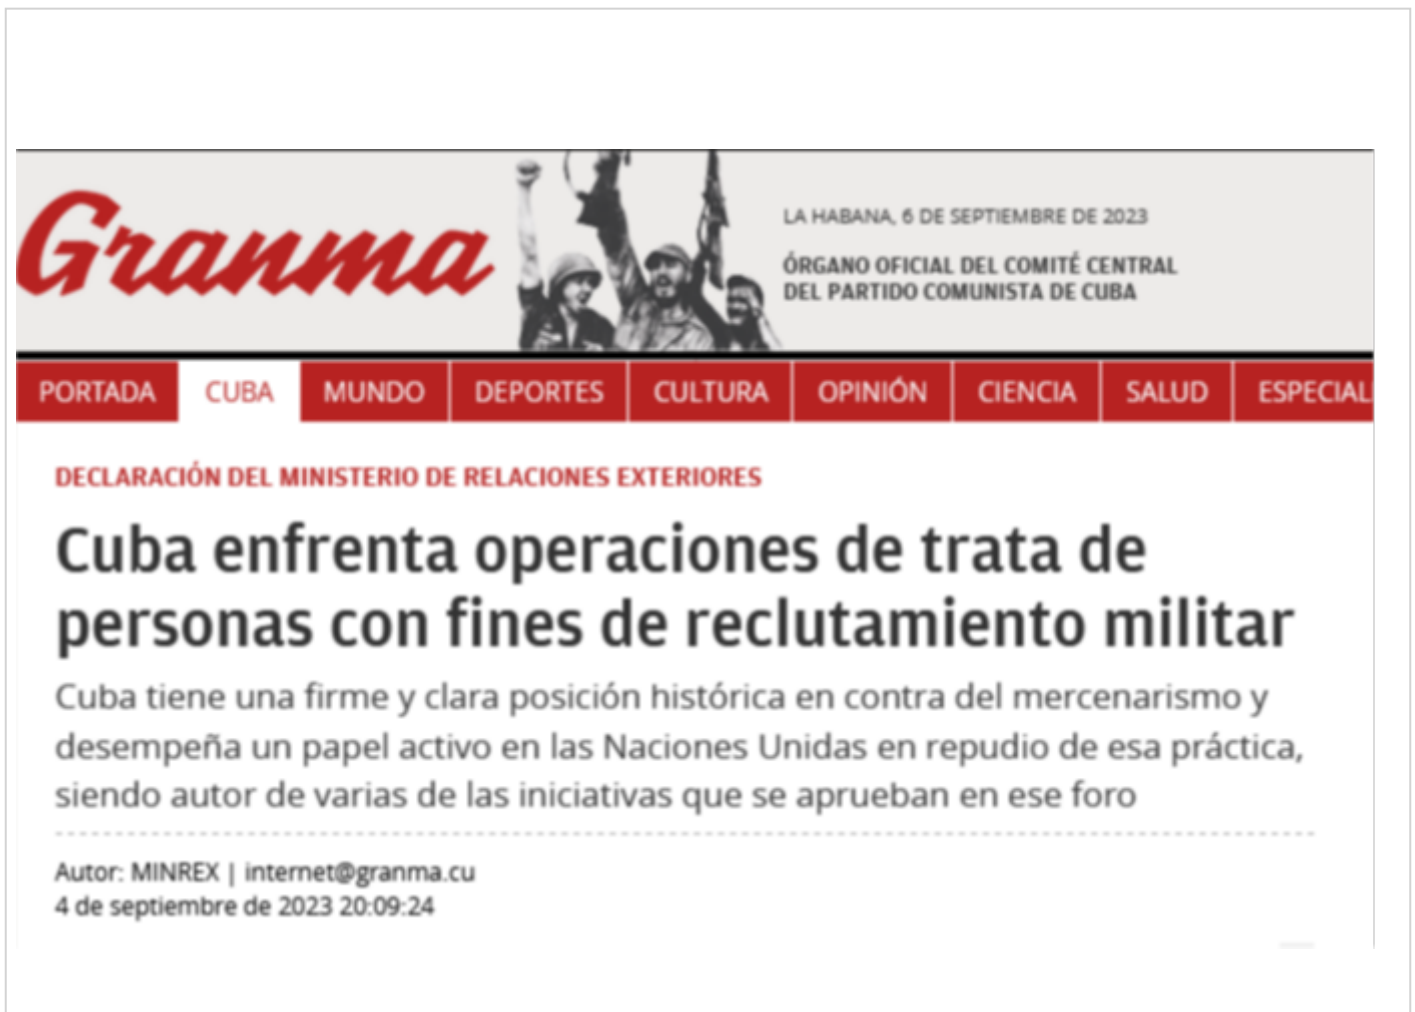 Granma
LA HABANA, 6 DE SEPTIEMBRE DE 2023
ÓRGANO OFICIAL DEL COMITÉ CENTRAL
DEL PARTIDO COMUNISTA DE CUBA
PORTADA CUBA MUNDO DEPORTES CULTURA OPINIÓN CIENCIA SALUD ESPECIAL
DECLARACIÓN DEL MINISTERIO DE RELACIONES EXTERIORES
Cuba enfrenta operaciones de trata de
personas con fines de reclutamiento militar
Cuba tiene una firme y clara posición histórica en contra del mercenarismo y
desempeña un papel activo en las Naciones Unidas en repudio de esa práctica,
siendo autor de varias de las iniciativas que se aprueban en ese foro
Autor: MINREX | internet@granma.cu
4 de septiembre de 2023 20:09:24